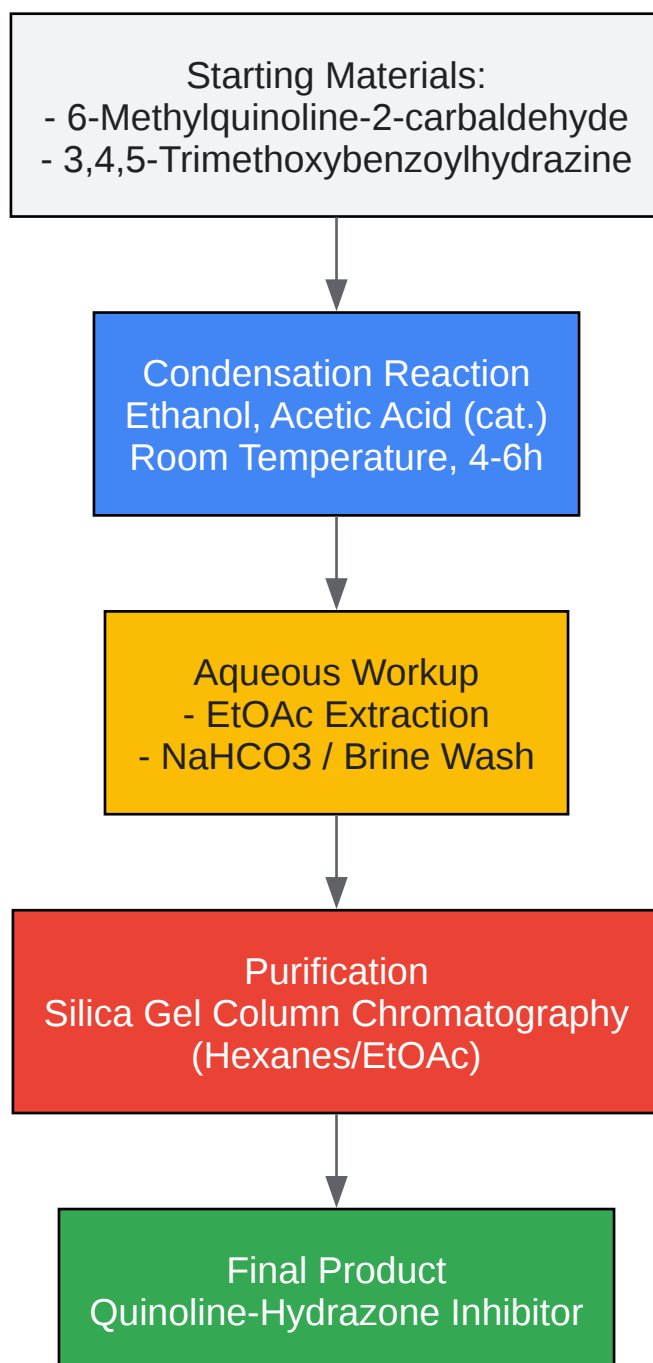 Starting Materials:
- 6-Methylquinoline-2-carbaldehyde
- 3,4,5-Trimethoxybenzoylhydrazine
Condensation Reaction
Ethanol, Acetic Acid (cat.)
Room Temperature, 4-6h
Aqueous Workup
- EtOAc Extraction
- NaHCO3 / Brine Wash
Purification
Silica Gel Column Chromatography
(Hexanes/EtOAc)
Final Product
Quinoline-Hydrazone Inhibitor